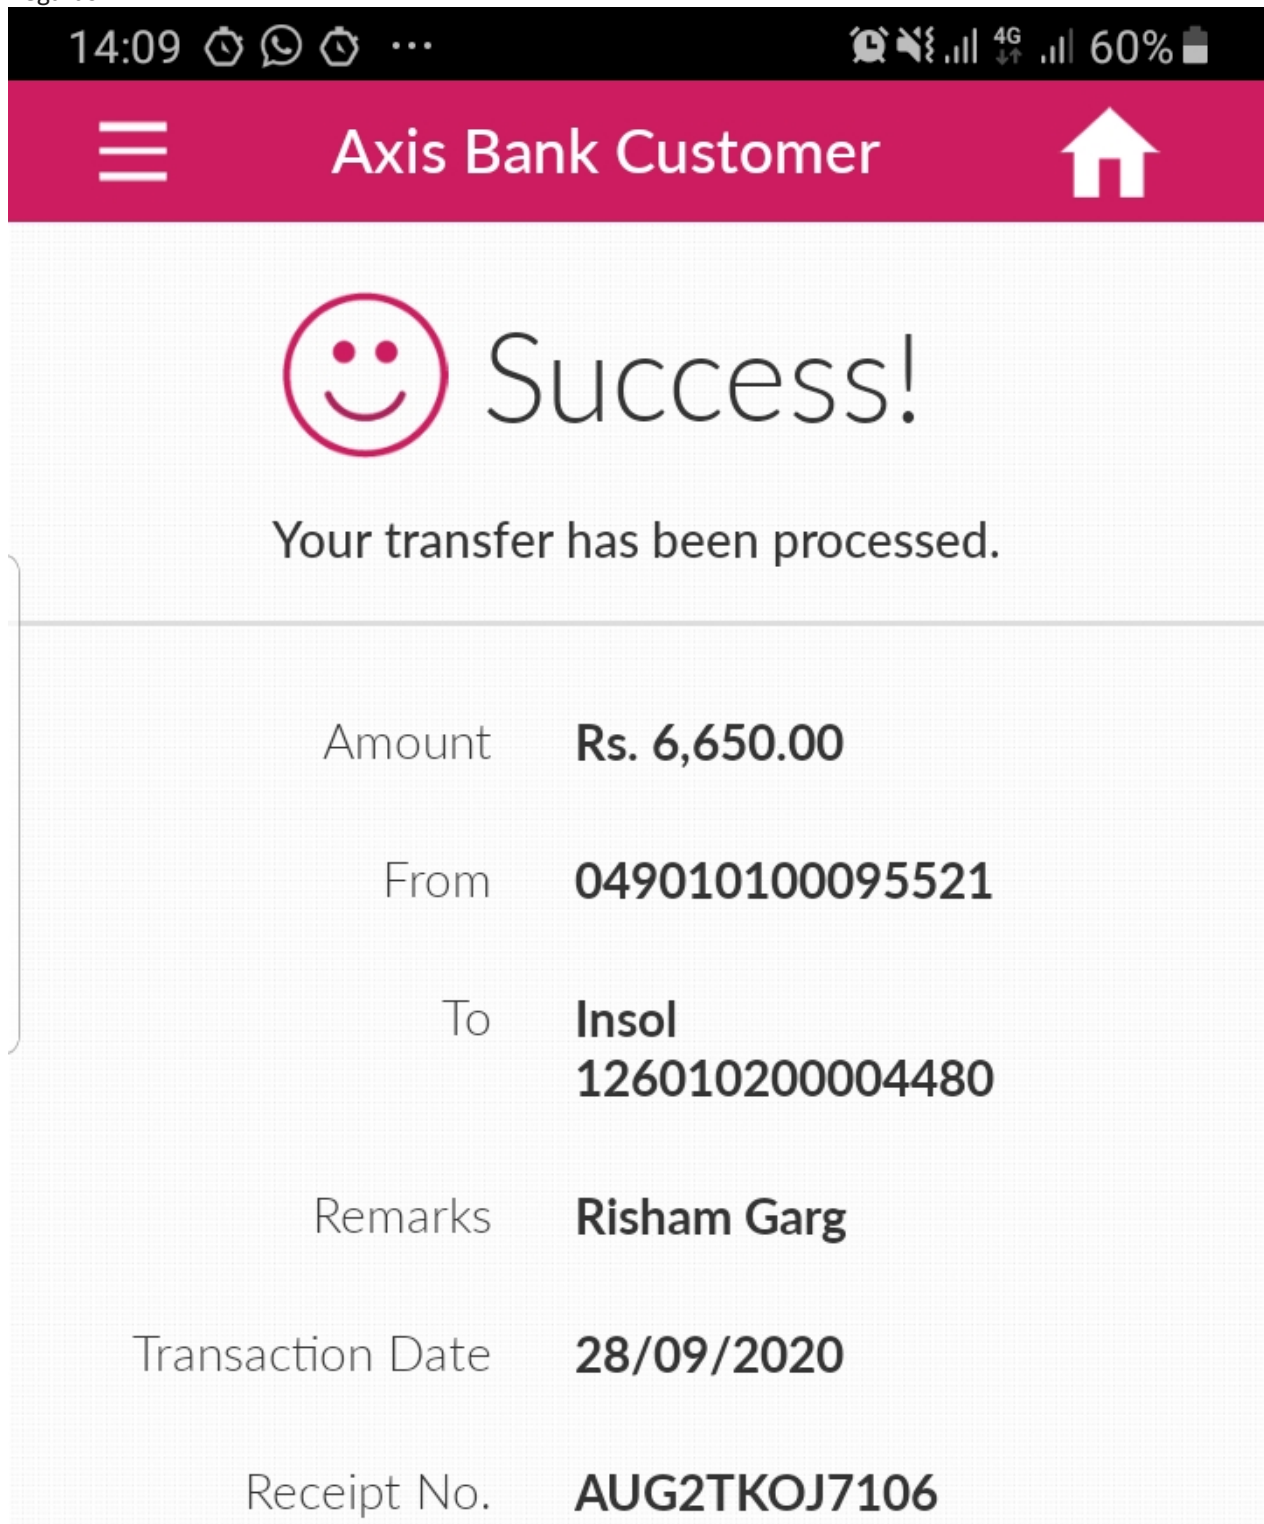 14:09 ... 4G 60%
Axis Bank Customer
Success!
Your transfer has been processed.
Amount Rs. 6,650.00
From 049010100095521
To Insol
126010200004480
Remarks Risham Garg
Transaction Date 28/09/2020
Receipt No. AUG2TKOJ7106